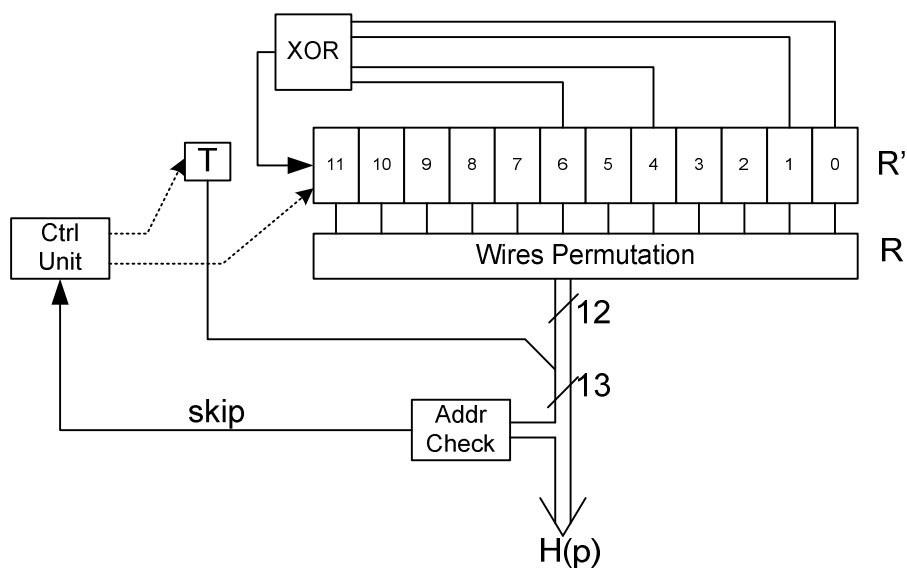 XOR
T
11 10 9 8 7 6 5 4 3 2 1 0
R'
Ctrl
Unit
Wires Permutation
R
12
13
skip
Addr
Check
H(p)